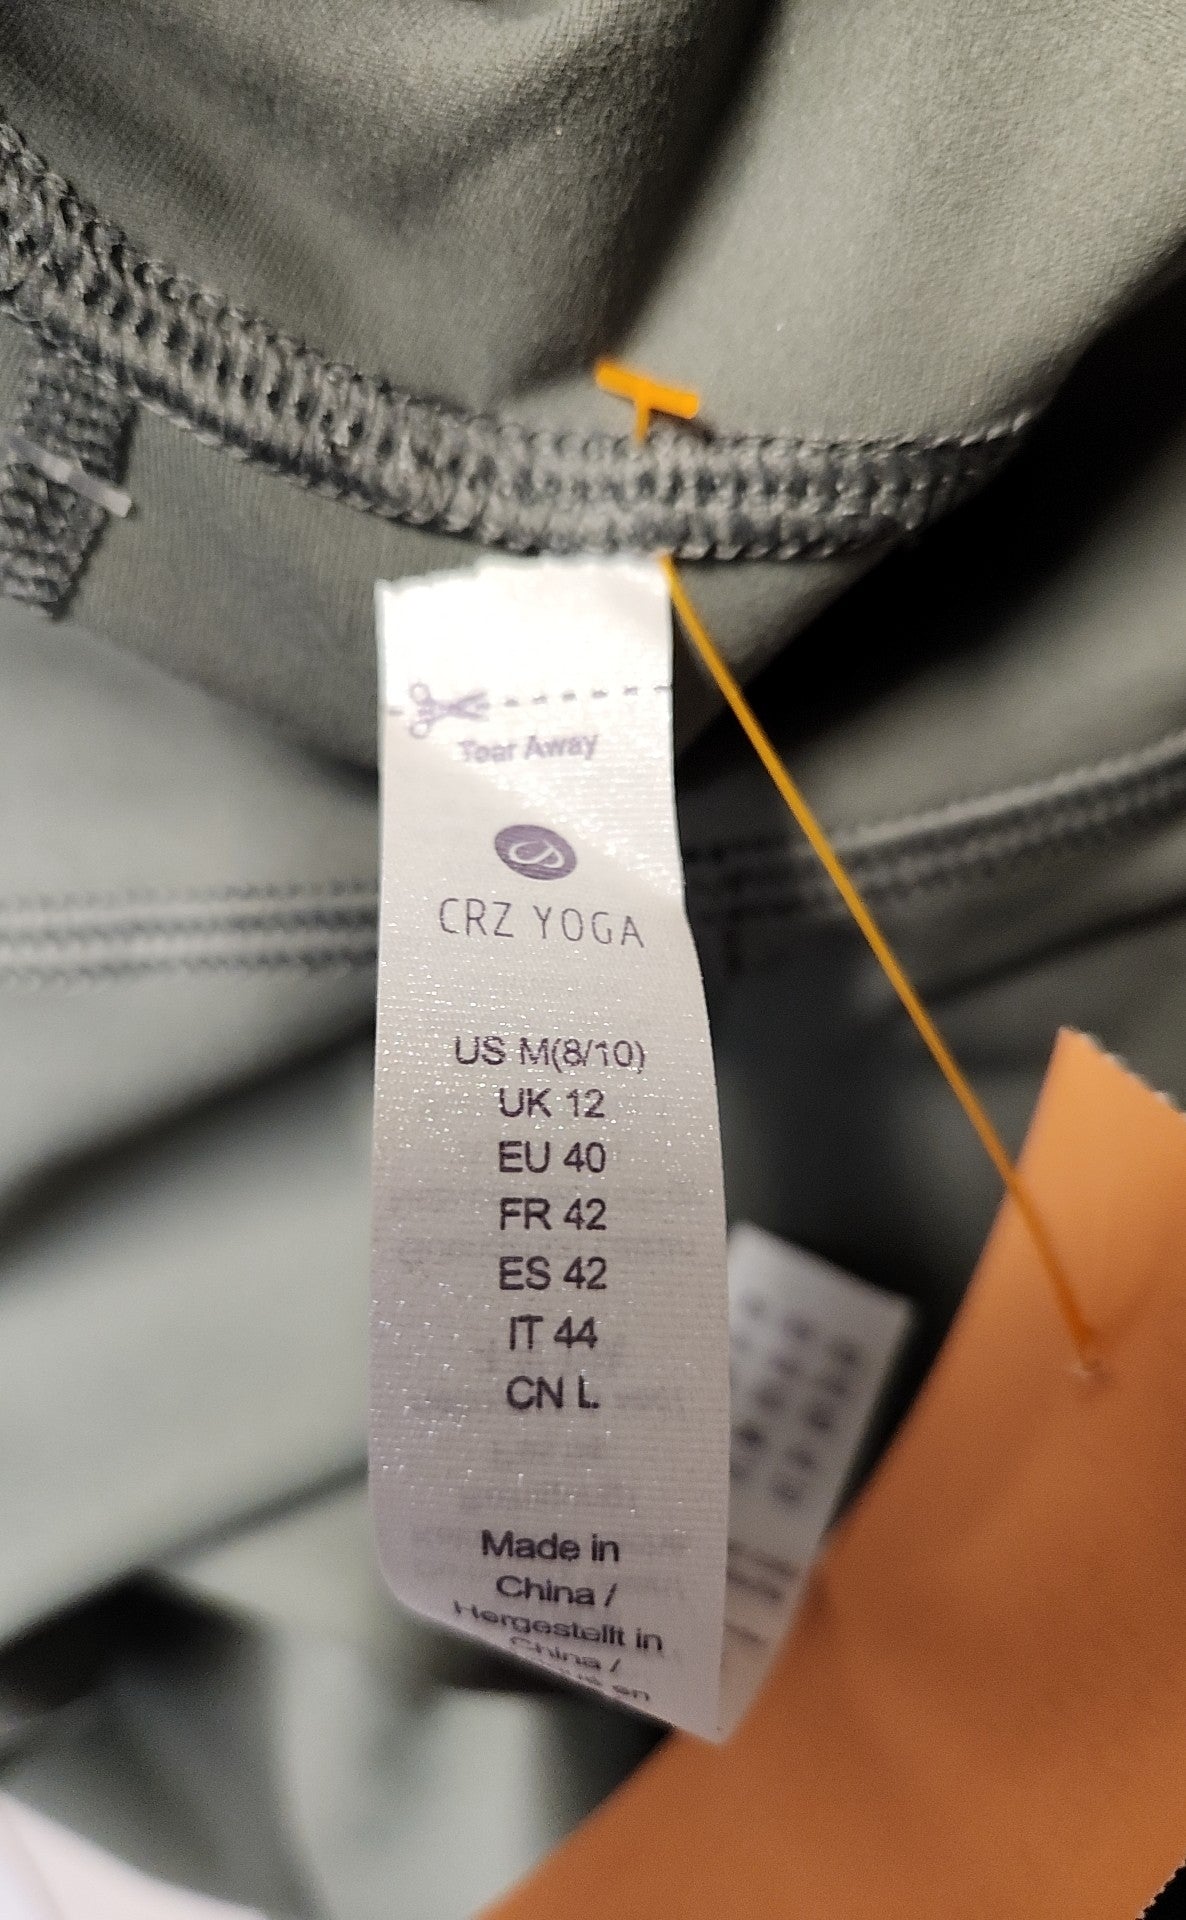 Tear Away
CRZ YOGA
US M(8/10)
UK 12
EU 40
FR 42
ES 42
IT 44
CN L
Made in
China /
Hergestellt in
China /
en